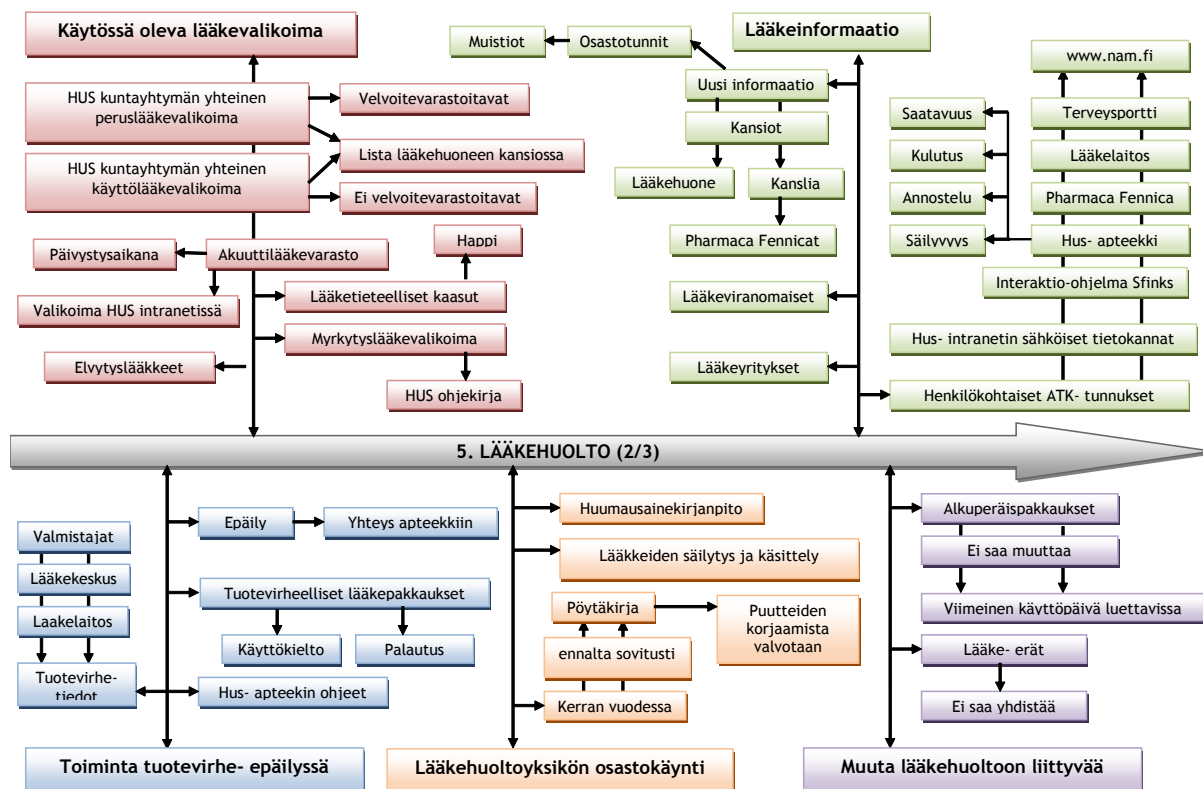 Käytössä oleva lääkevalikoima
HUS kuntayhtymän yhteinen
peruslääkevalikoima
Velvoitevarastoitavat
HUS kuntayhtymän yhteinen
käyttölääkevalikoima
Lista lääkehuoneen kansiossa
Ei velvoitevarastoitavat
Päivystysaikana
Akuuttilääkevarasto
Happi
Valikoima HUS intranetissä
Lääketieteelliset kaasut
Myrkytyslääkevalikoima
Elvytyslääkkeet
HUS ohjekirja
Lääkeinformaatio
Muistiot
Osastotunnit
Uusi informaatio
Kansiot
Lääkehuone
Kanslia
Pharmaca Fennicat
Lääkeviranomaiset
Lääkeyritykset
www.nam.fi
Saatavuus
Terveysportti
Kulutus
Lääkelaitos
Annostelu
Pharmaca Fennica
Säilyvyys
Hus- apteekki
Interaktio-ohjelma Sfinks
Hus- intranetin sähköiset tietokannat
Henkilökohtaiset ATK- tunnukset
5. LÄÄKEHUOLTO (2/3)
Epäily
Yhteys apteekkiin
Valmistajat
Lääkekeskus
Laakelaitos
Tuotevirhe-
tiedot
Tuotevirheelliset lääkepakkaukset
Käyttökielto
Palautus
Hus- apteekin ohjeet
Toiminta tuotevirhe- epäilyssä
Huumausainekirjanpito
Lääkkeiden säilytys ja käsittely
Pöytäkirja
Puutteiden
korjaamista
valvotaan
ennalta sovitusti
Kerran vuodessa
Lääkehuoltoyksikön osastokäynti
Alkuperäispakkaukset
Ei saa muuttaa
Viimeinen käyttöpäivä luettavissa
Lääke- erät
Ei saa yhdistää
Muuta lääkehuoltoon liittyvää